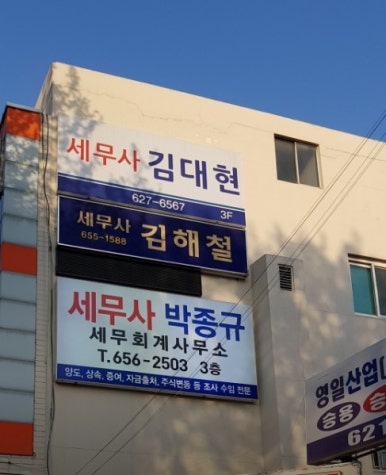 세무사 김대현
627-6567 3F
세무사 김해철
655-1588
세무사 박종규
세무회계사무소
T.656-2503 3층
양도, 상속, 증여, 자금출처, 주식변동 등 조사 수임 전문
영일산업
승용
621